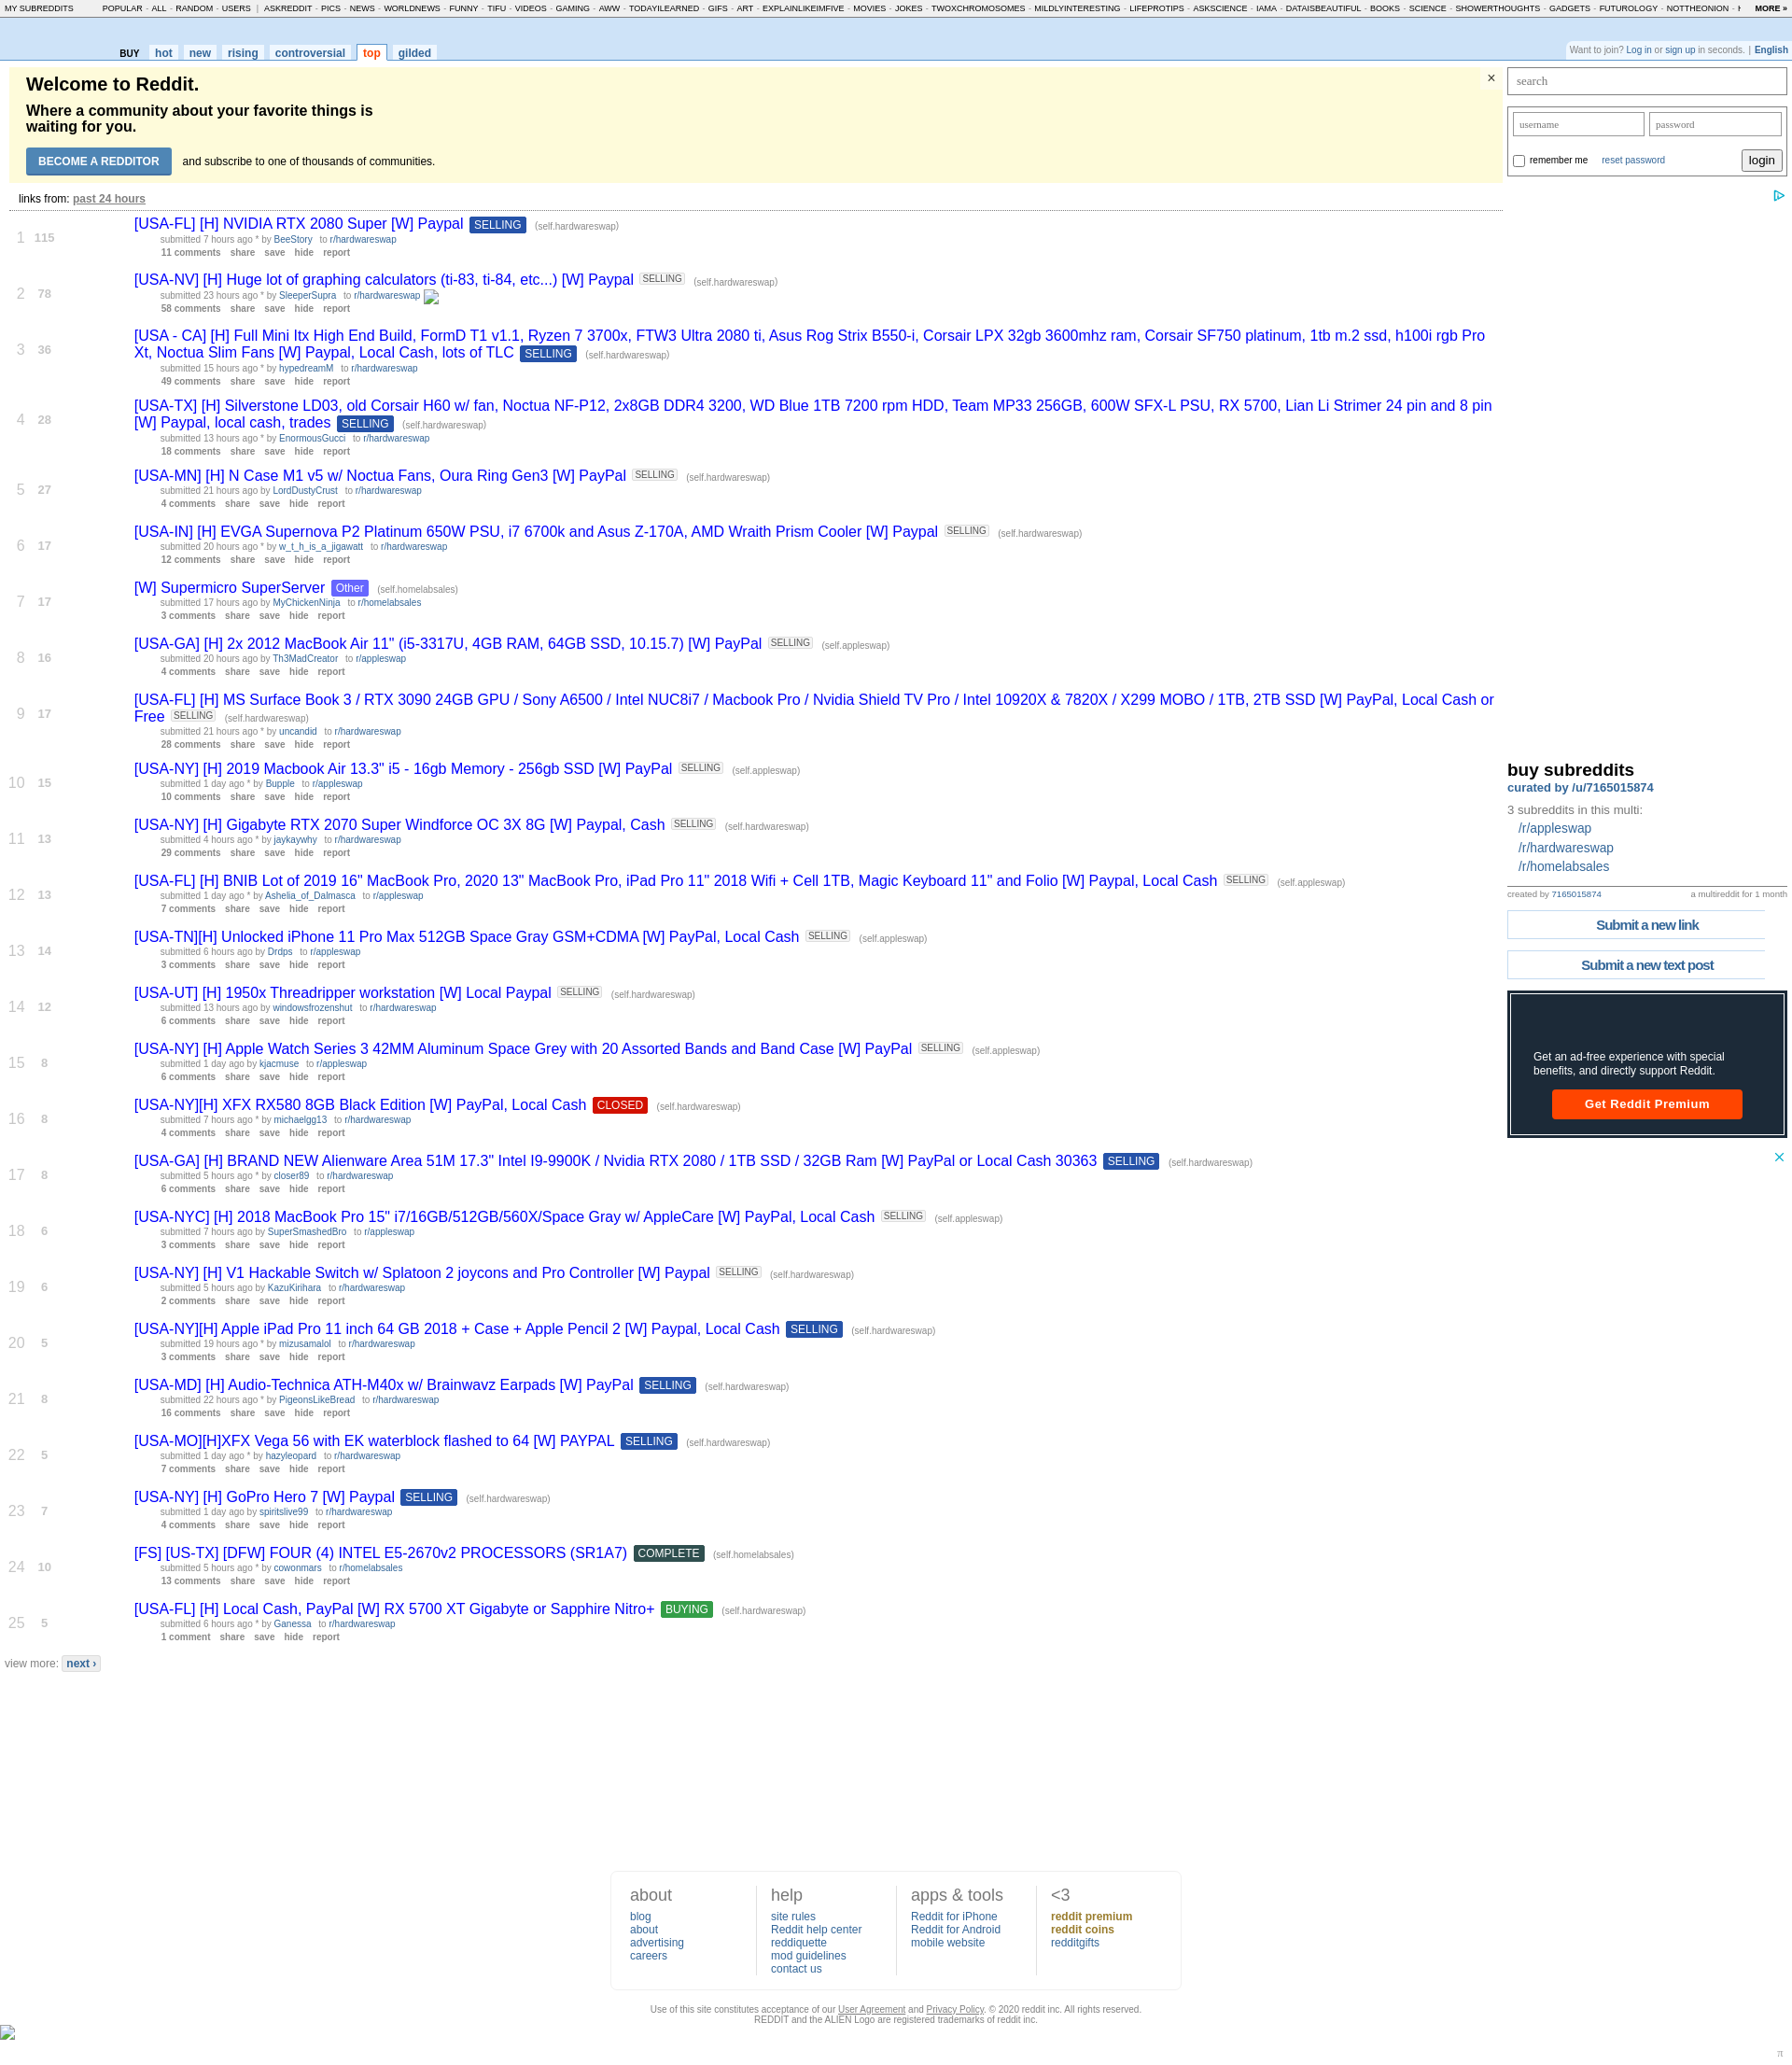 MY SUBREDDITS POPULAR - ALL - RANDOM - USERS | ASKREDDIT - PICS - NEWS - WORLDNEWS - FUNNY - TIFU - VIDEOS - GAMING - AWW - TODAYILEARNED - GIFS - ART - EXPLAINLIKEIMFIVE - MOVIES - JOKES - TWOXCHROMOSOMES - MILDLYINTERESTING - LIFEPROTIPS - ASKSCIENCE - IAMA - DATAISBEAUTIFUL - BOOKS - SCIENCE - SHOWERTHOUGHTS - GADGETS - FUTUROLOGY - NOTTHEONION - MORE »
BUY hot new rising controversial top gilded
Want to join? Log in or sign up in seconds. | English
Welcome to Reddit.
×
Where a community about your favorite things is
waiting for you.
BECOME A REDDITOR and subscribe to one of thousands of communities.
search
username password
remember me reset password login
links from: past 24 hours
1 115 [USA-FL] [H] NVIDIA RTX 2080 Super [W] Paypal SELLING (self.hardwareswap)
submitted 7 hours ago * by BeeStory to r/hardwareswap
11 comments share save hide report
2 78 [USA-NV] [H] Huge lot of graphing calculators (ti-83, ti-84, etc...) [W] Paypal SELLING (self.hardwareswap)
submitted 23 hours ago * by SleeperSupra to r/hardwareswap
58 comments share save hide report
3 36 [USA - CA] [H] Full Mini Itx High End Build, FormD T1 v1.1, Ryzen 7 3700x, FTW3 Ultra 2080 ti, Asus Rog Strix B550-i, Corsair LPX 32gb 3600mhz ram, Corsair SF750 platinum, 1tb m.2 ssd, h100i rgb Pro
Xt, Noctua Slim Fans [W] Paypal, Local Cash, lots of TLC SELLING (self.hardwareswap)
submitted 15 hours ago * by hypedreamM to r/hardwareswap
49 comments share save hide report
4 28 [USA-TX] [H] Silverstone LD03, old Corsair H60 w/ fan, Noctua NF-P12, 2x8GB DDR4 3200, WD Blue 1TB 7200 rpm HDD, Team MP33 256GB, 600W SFX-L PSU, RX 5700, Lian Li Strimer 24 pin and 8 pin
[W] Paypal, local cash, trades SELLING (self.hardwareswap)
submitted 13 hours ago * by EnormousGucci to r/hardwareswap
18 comments share save hide report
5 27 [USA-MN] [H] N Case M1 v5 w/ Noctua Fans, Oura Ring Gen3 [W] PayPal SELLING (self.hardwareswap)
submitted 21 hours ago by LordDustyCrust to r/hardwareswap
4 comments share save hide report
6 17 [USA-IN] [H] EVGA Supernova P2 Platinum 650W PSU, i7 6700k and Asus Z-170A, AMD Wraith Prism Cooler [W] Paypal SELLING (self.hardwareswap)
submitted 20 hours ago * by w_t_h_is_a_jigawatt to r/hardwareswap
12 comments share save hide report
7 17 [W] Supermicro SuperServer Other (self.homelabsales)
submitted 17 hours ago by MyChickenNinja to r/homelabsales
3 comments share save hide report
8 16 [USA-GA] [H] 2x 2012 MacBook Air 11" (i5-3317U, 4GB RAM, 64GB SSD, 10.15.7) [W] PayPal SELLING (self.appleswap)
submitted 20 hours ago by Th3MadCreator to r/appleswap
4 comments share save hide report
9 17 [USA-FL] [H] MS Surface Book 3 / RTX 3090 24GB GPU / Sony A6500 / Intel NUC8i7 / Macbook Pro / Nvidia Shield TV Pro / Intel 10920X & 7820X / X299 MOBO / 1TB, 2TB SSD [W] PayPal, Local Cash or
Free SELLING (self.hardwareswap)
submitted 21 hours ago * by uncandid to r/hardwareswap
28 comments share save hide report
10 15 [USA-NY] [H] 2019 Macbook Air 13.3" i5 - 16gb Memory - 256gb SSD [W] PayPal SELLING (self.appleswap)
submitted 1 day ago * by Bupple to r/appleswap
10 comments share save hide report
11 13 [USA-NY] [H] Gigabyte RTX 2070 Super Windforce OC 3X 8G [W] Paypal, Cash SELLING (self.hardwareswap)
submitted 4 hours ago * by jaykaywhy to r/hardwareswap
29 comments share save hide report
12 13 [USA-FL] [H] BNIB Lot of 2019 16" MacBook Pro, 2020 13" MacBook Pro, iPad Pro 11" 2018 Wifi + Cell 1TB, Magic Keyboard 11" and Folio [W] Paypal, Local Cash SELLING (self.appleswap)
submitted 1 day ago * by Ashelia_of_Dalmasca to r/appleswap
7 comments share save hide report
13 14 [USA-TN][H] Unlocked iPhone 11 Pro Max 512GB Space Gray GSM+CDMA [W] PayPal, Local Cash SELLING (self.appleswap)
submitted 6 hours ago by Drdps to r/appleswap
3 comments share save hide report
14 12 [USA-UT] [H] 1950x Threadripper workstation [W] Local Paypal SELLING (self.hardwareswap)
submitted 13 hours ago by windowsfrozenshut to r/hardwareswap
6 comments share save hide report
15 8 [USA-NY] [H] Apple Watch Series 3 42MM Aluminum Space Grey with 20 Assorted Bands and Band Case [W] PayPal SELLING (self.appleswap)
submitted 1 day ago by kjacmuse to r/appleswap
6 comments share save hide report
16 8 [USA-NY][H] XFX RX580 8GB Black Edition [W] PayPal, Local Cash CLOSED (self.hardwareswap)
submitted 7 hours ago * by michaelgg13 to r/hardwareswap
4 comments share save hide report
17 8 [USA-GA] [H] BRAND NEW Alienware Area 51M 17.3" Intel I9-9900K / Nvidia RTX 2080 / 1TB SSD / 32GB Ram [W] PayPal or Local Cash 30363 SELLING (self.hardwareswap)
submitted 5 hours ago * by closer89 to r/hardwareswap
6 comments share save hide report
18 6 [USA-NYC] [H] 2018 MacBook Pro 15" i7/16GB/512GB/560X/Space Gray w/ AppleCare [W] PayPal, Local Cash SELLING (self.appleswap)
submitted 7 hours ago by SuperSmashedBro to r/appleswap
3 comments share save hide report
19 6 [USA-NY] [H] V1 Hackable Switch w/ Splatoon 2 joycons and Pro Controller [W] Paypal SELLING (self.hardwareswap)
submitted 5 hours ago by KazuKirihara to r/hardwareswap
2 comments share save hide report
20 5 [USA-NY][H] Apple iPad Pro 11 inch 64 GB 2018 + Case + Apple Pencil 2 [W] Paypal, Local Cash SELLING (self.hardwareswap)
submitted 19 hours ago * by mizusamalol to r/hardwareswap
3 comments share save hide report
21 8 [USA-MD] [H] Audio-Technica ATH-M40x w/ Brainwavz Earpads [W] PayPal SELLING (self.hardwareswap)
submitted 22 hours ago * by PigeonsLikeBread to r/hardwareswap
16 comments share save hide report
22 5 [USA-MO][H]XFX Vega 56 with EK waterblock flashed to 64 [W] PAYPAL SELLING (self.hardwareswap)
submitted 1 day ago * by hazyleopard to r/hardwareswap
7 comments share save hide report
23 7 [USA-NY] [H] GoPro Hero 7 [W] Paypal SELLING (self.hardwareswap)
submitted 1 day ago by spiritslive99 to r/hardwareswap
4 comments share save hide report
24 10 [FS] [US-TX] [DFW] FOUR (4) INTEL E5-2670v2 PROCESSORS (SR1A7) COMPLETE (self.homelabsales)
submitted 5 hours ago * by cowonmars to r/homelabsales
13 comments share save hide report
25 5 [USA-FL] [H] Local Cash, PayPal [W] RX 5700 XT Gigabyte or Sapphire Nitro+ BUYING (self.hardwareswap)
submitted 6 hours ago * by Ganessa to r/hardwareswap
1 comment share save hide report
view more: next ›
buy subreddits
curated by /u/7165015874
3 subreddits in this multi:
/r/appleswap
/r/hardwareswap
/r/homelabsales
created by 7165015874 a multireddit for 1 month
Submit a new link
Submit a new text post
Get an ad-free experience with special
benefits, and directly support Reddit.
Get Reddit Premium
about
blog
about
advertising
careers
help
site rules
Reddit help center
reddiquette
mod guidelines
contact us
apps & tools
Reddit for iPhone
Reddit for Android
mobile website
<3
reddit premium
reddit coins
redditgifts
Use of this site constitutes acceptance of our User Agreement and Privacy Policy. © 2020 reddit inc. All rights reserved.
REDDIT and the ALIEN Logo are registered trademarks of reddit inc.
π